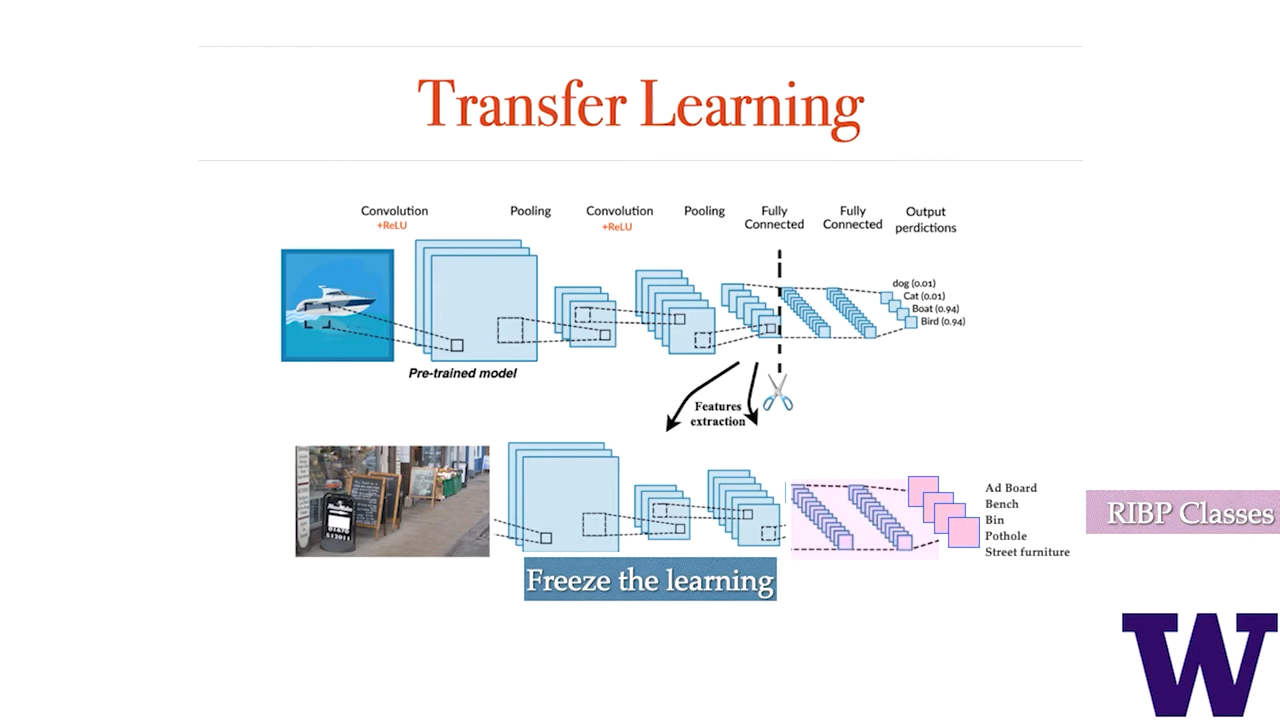 Transfer Learning
Convolution
+ReLU
Pooling
Convolution
+ReLU
Pooling
Fully
Connected
Fully
Connected
Output
perdictions
dog (0.01)
Cat (0.01)
Boat (0.94)
Bird (0.94)
Pre-trained model
Features
extraction
Ad Board
Bench
Bin
Pothole
Street furniture
RIBP Classes
Freeze the learning
W